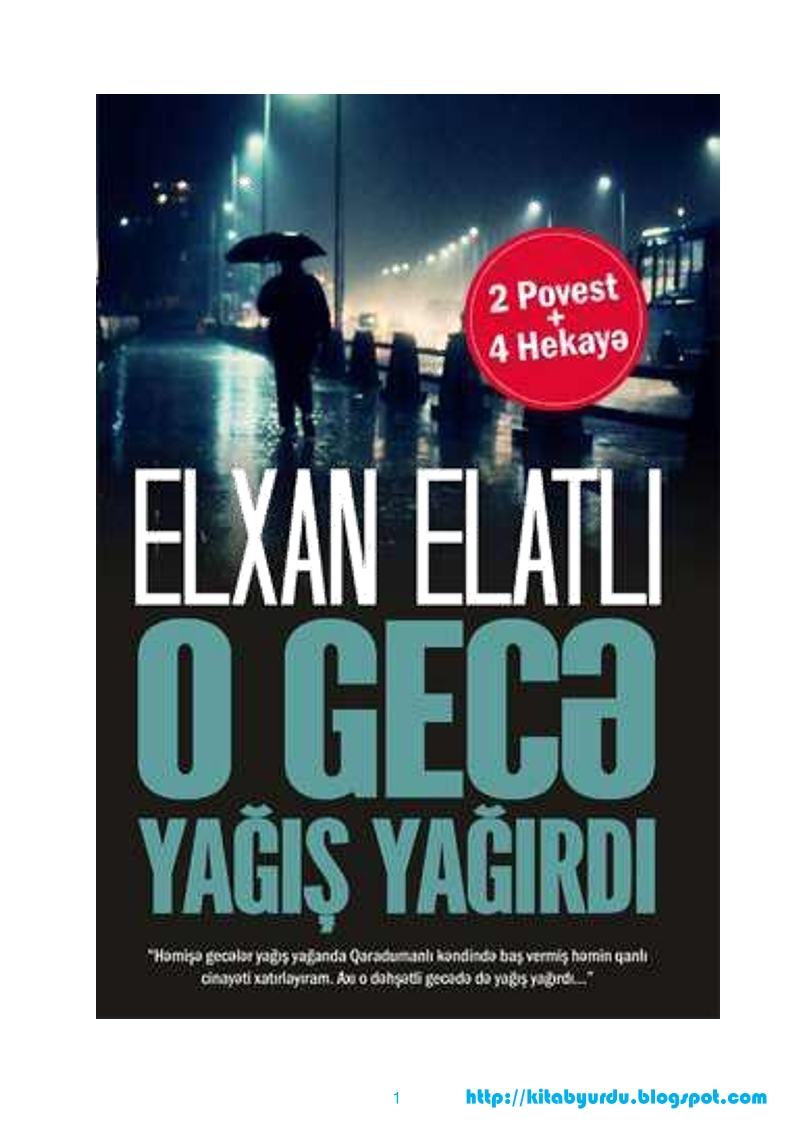 2 Povest
+
4 Hekayə
ELXAN ELATLI
O GECƏ
YAĞIŞ YAĞIRDI
"Həmişə gecələr yağış yağanda Qaradumanlı kəndində baş vermiş həmin qanlı
cinayəti xatırlayıram. Axı o dəhşətli gecədə də yağış yağırdı..."
1 http://kitabyurdu.blogspot.com